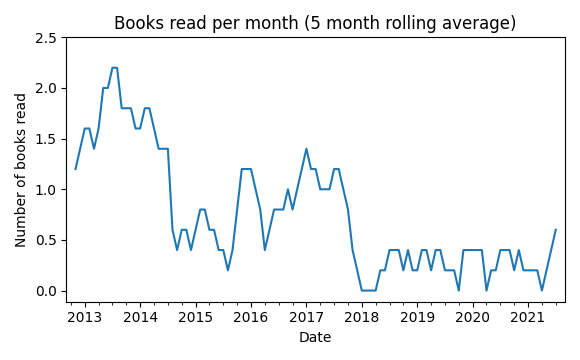 Books read per month (5 month rolling average)
Number of books read
2.5
2.0
1.5
1.0
0.5
0.0
2013 2014 2015 2016 2017 2018 2019 2020 2021
Date